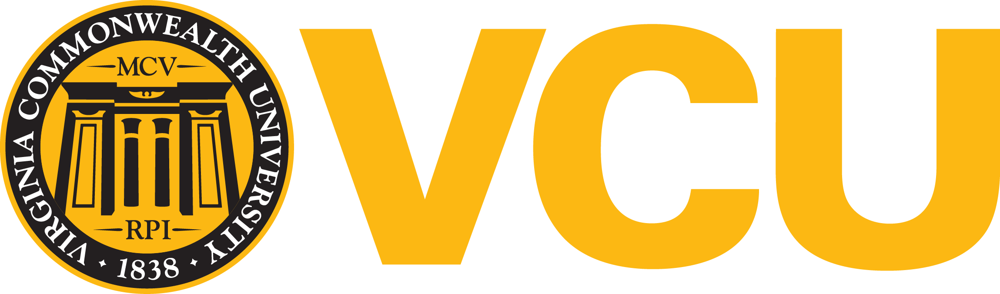 VIRGINIA COMMONWEALTH UNIVERSITY
MCV
RPI
1838
VCU